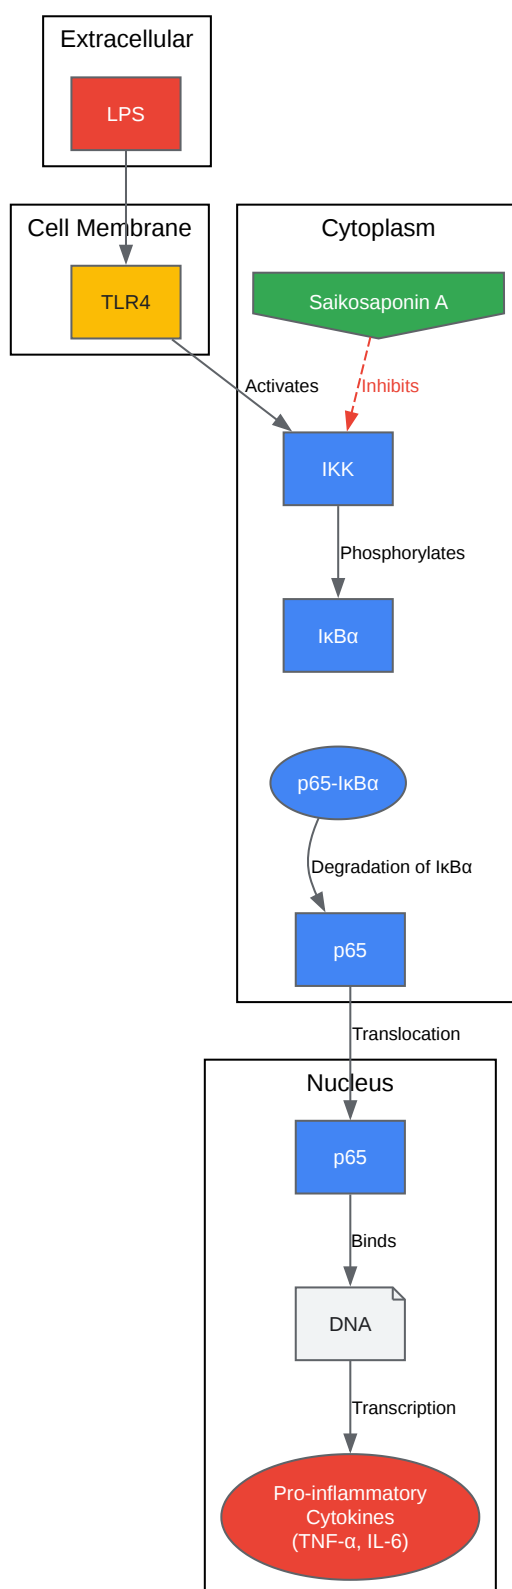 Extracellular
LPS
Cell Membrane
TLR4
Cytoplasm
Saikosaponin A
Activates
Inhibits
IKK
Phosphorylates
IκBα
p65-IκBα
Degradation of IκBα
p65
Translocation
Nucleus
p65
Binds
DNA
Transcription
Pro-inflammatory
Cytokines
(TNF-α, IL-6)